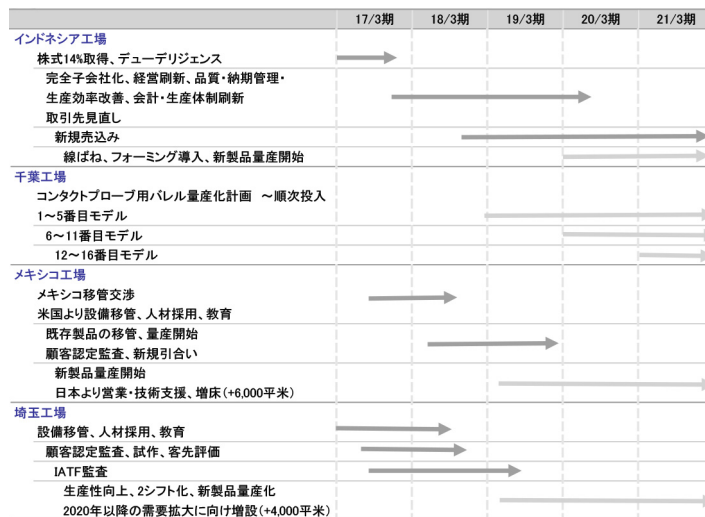 17/3期 18/3期 19/3期 20/3期 21/3期
インドネシア工場
株式14%取得、デューデリジェンス
完全子会社化、経営刷新、品質・納期管理・
生産効率改善、会計・生産体制刷新
取引先見直し
新規売込み
線ばね、フォーミング導入、新製品量産開始
千葉工場
コンタクトプローブ用バレル量産化計画 ~順次投入
1~5番目モデル
6~11番目モデル
12~16番目モデル
メキシコ工場
メキシコ移管交渉
米国より設備移管、人材採用、教育
既存製品の移管、量産開始
顧客認定監査、新規引合い
新製品量産開始
日本より営業・技術支援、増床(+6,000平米)
埼玉工場
設備移管、人材採用、教育
顧客認定監査、試作、客先評価
IATF監査
生産性向上、2シフト化、新製品量産化
2020年以降の需要拡大に向け増設(+4,000平米)